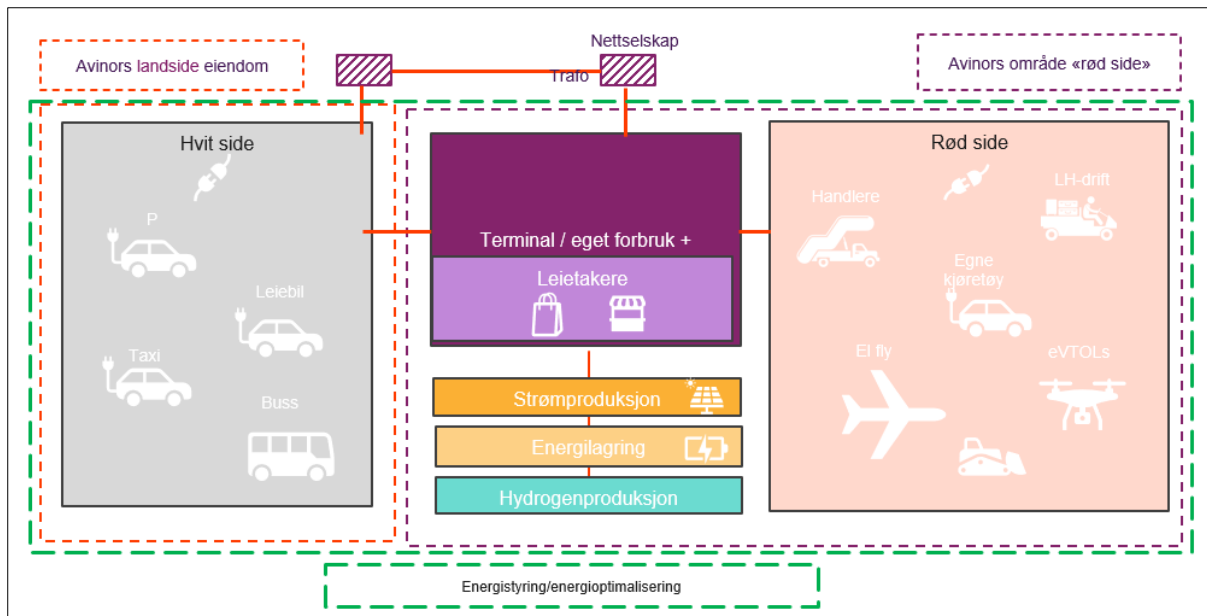 Nettselskap
Avinors landside eiendom
Avinors område «rød side»
Trafo
Hvit side
P
Leiebil
Taxi
Buss
Terminal / eget forbruk +
Leietakere
Strømproduksjon
Energilagring
Hydrogenproduksjon
Rød side
Handlere
LH-drift
Egne
kjøretøy
El fly
eVTOLs
Energistyring/energioptimalisering